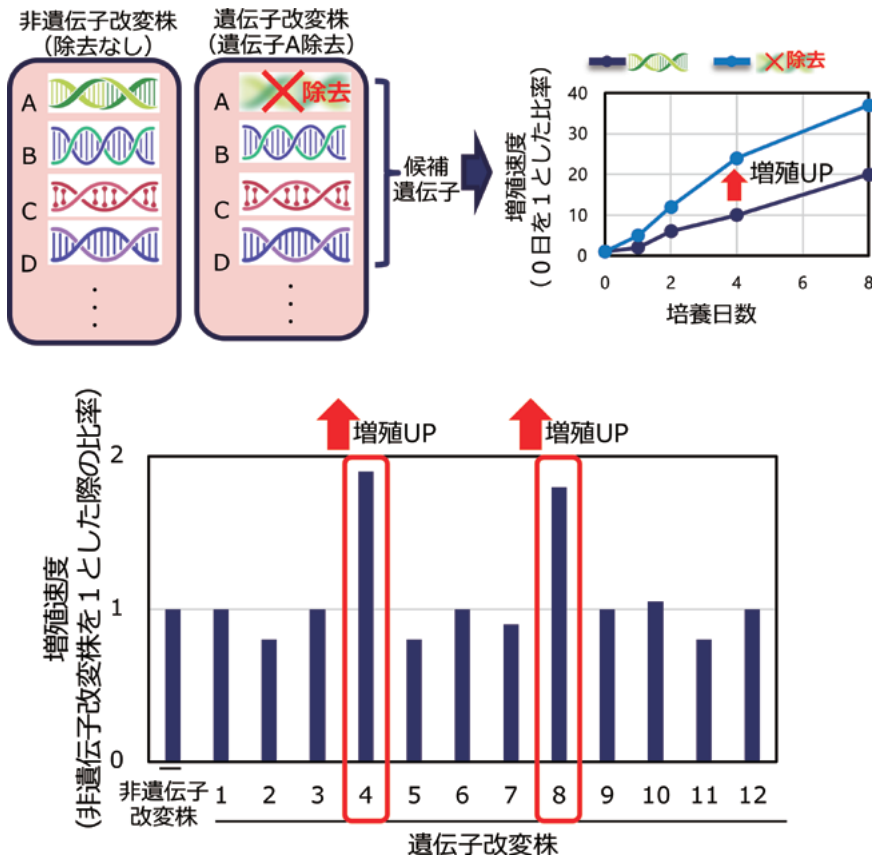 非遺伝子改変株
（除去なし）
A
B
C
D
遺伝子改変株
（遺伝子A除去）
A
除去
B
C
D
候補
遺伝子
除去
増殖速度
（０日を１とした比率）
40
30
20
10
0
増殖UP
0
2
4
6
8
培養日数
増殖速度
（非遺伝子改変株を１とした際の比率）
増殖UP
増殖UP
2
1
0
非遺伝子
改変株
1 2 3 4 5 6 7 8 9 10 11 12
遺伝子改変株